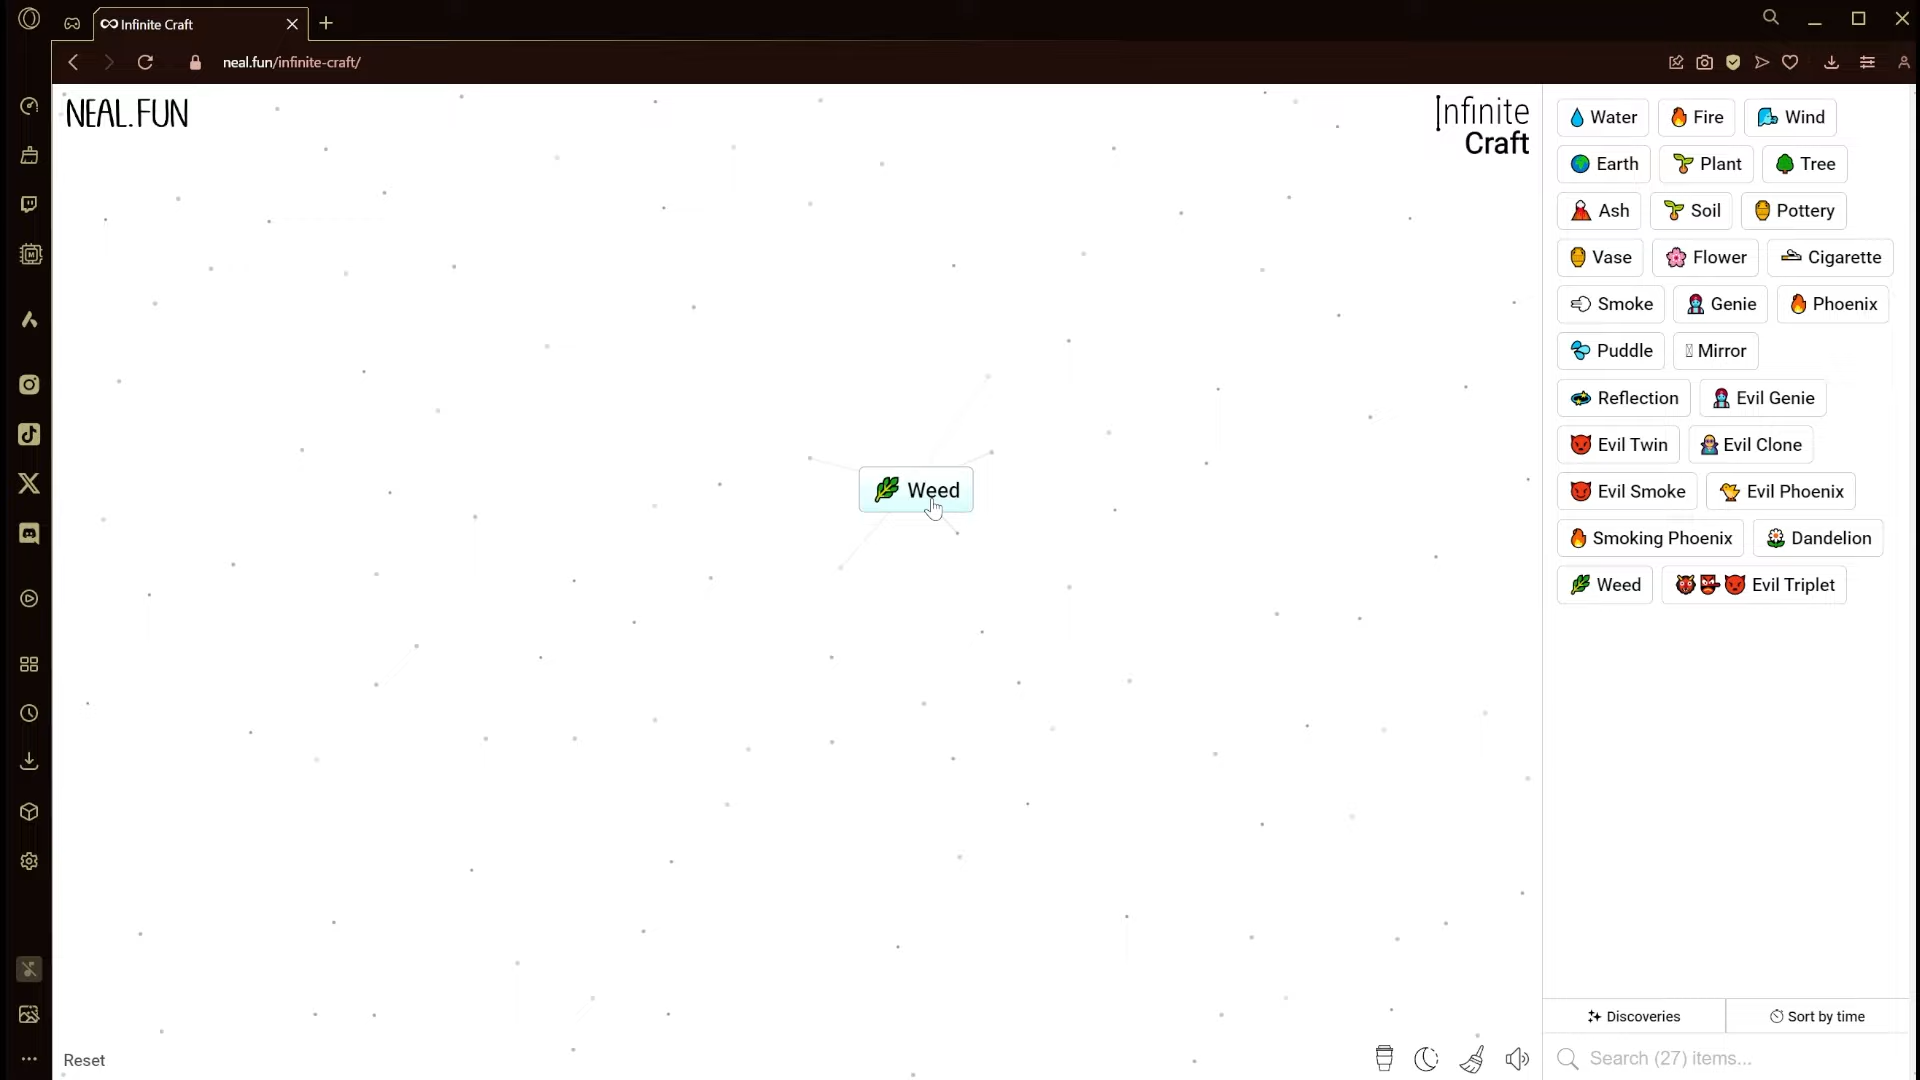 Infinite Craft
neal.fun/infinite-craft/
NEAL.FUN
Infinite
Craft
Water Fire Wind
Earth Plant Tree
Ash Soil Pottery
Vase Flower Cigarette
Smoke Genie Phoenix
Puddle Mirror
Reflection Evil Genie
Evil Twin Evil Clone
Evil Smoke Evil Phoenix
Smoking Phoenix Dandelion
Weed Evil Triplet
Weed
Discoveries Sort by time
Reset
Search (27) items...